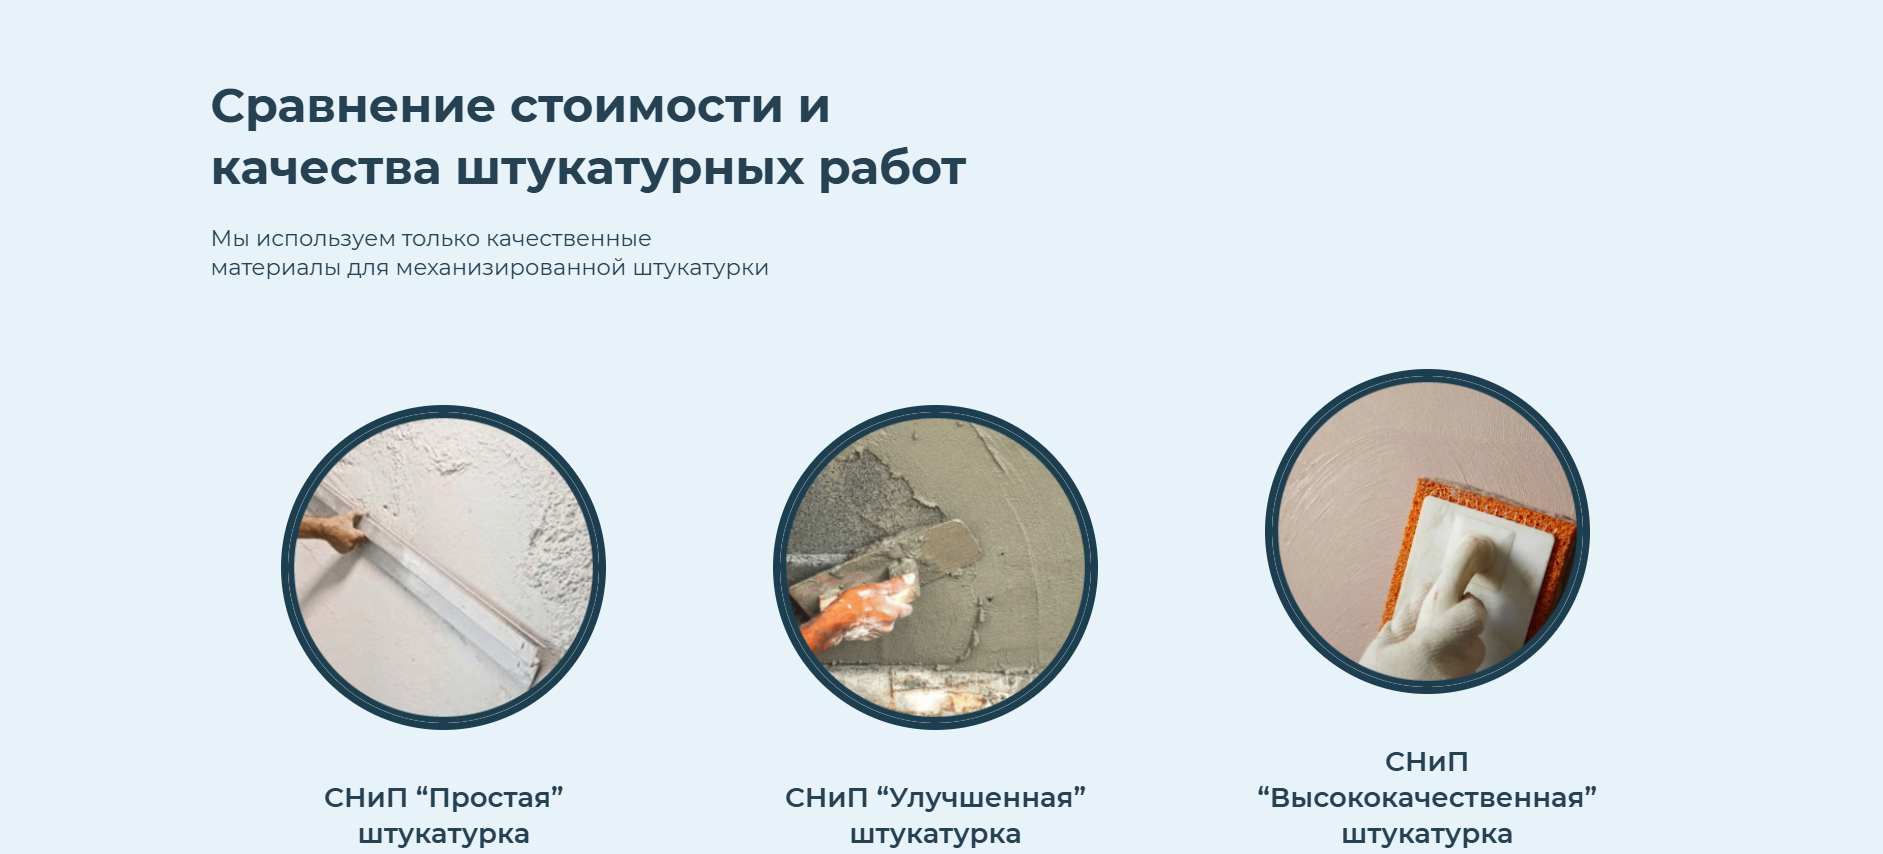 Сравнение стоимости и
качества штукатурных работ
Мы используем только качественные
материалы для механизированной штукатурки
СНиП “Простая”
штукатурка
СНиП “Улучшенная”
штукатурка
СНиП
“Высококачественная”
штукатурка